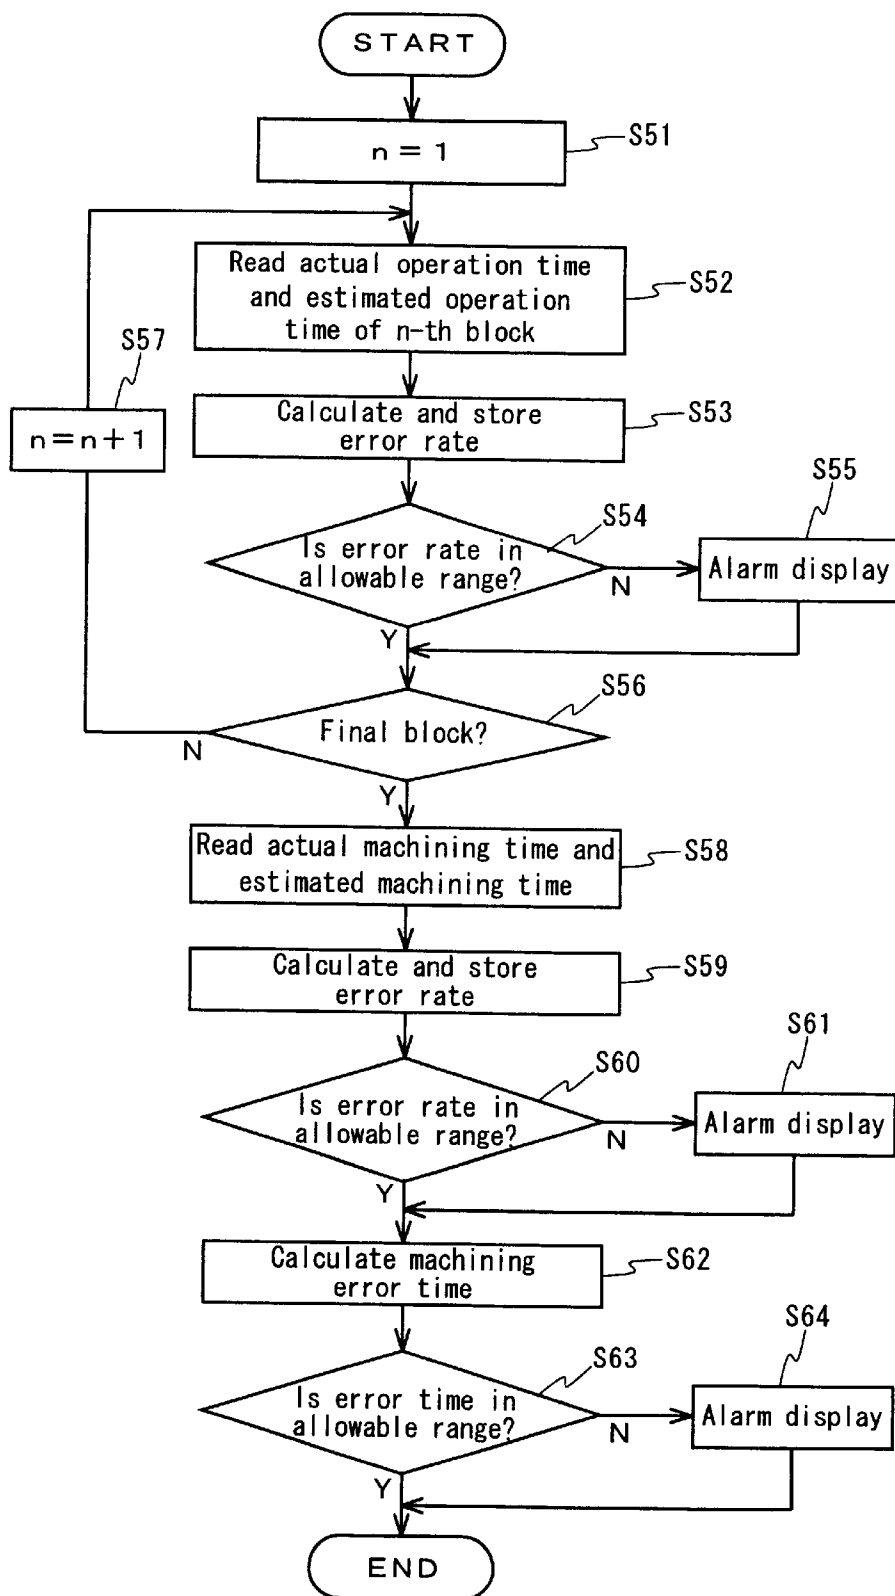 START
n = 1
S51
Read actual operation time
and estimated operation
time of n-th block
S52
S57
n=n+1
Calculate and store
error rate
S53
S54
Is error rate in
allowable range?
N
Y
S55
Alarm display
S56
Final block?
N
Y
Read actual machining time and
estimated machining time
S58
Calculate and store
error rate
S59
S60
Is error rate in
allowable range?
N
Y
S61
Alarm display
Calculate machining
error time
S62
S63
Is error time in
allowable range?
N
Y
S64
Alarm display
END